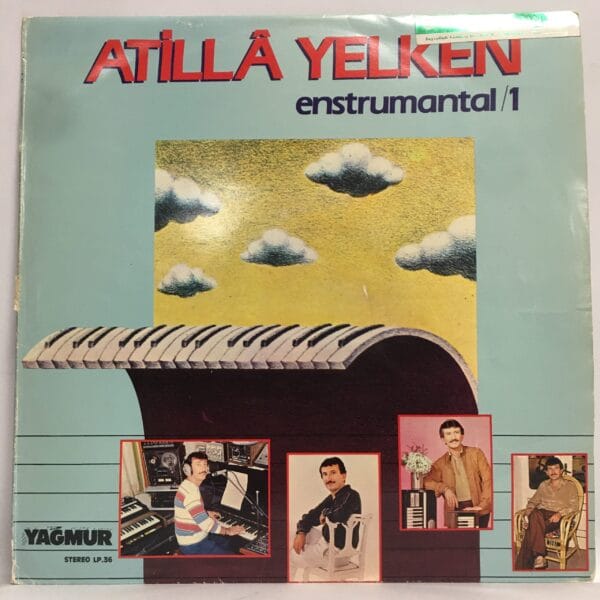 ATİLLÂ YELKEN
enstrumantal/1
YAĞMUR
STEREO LP.36